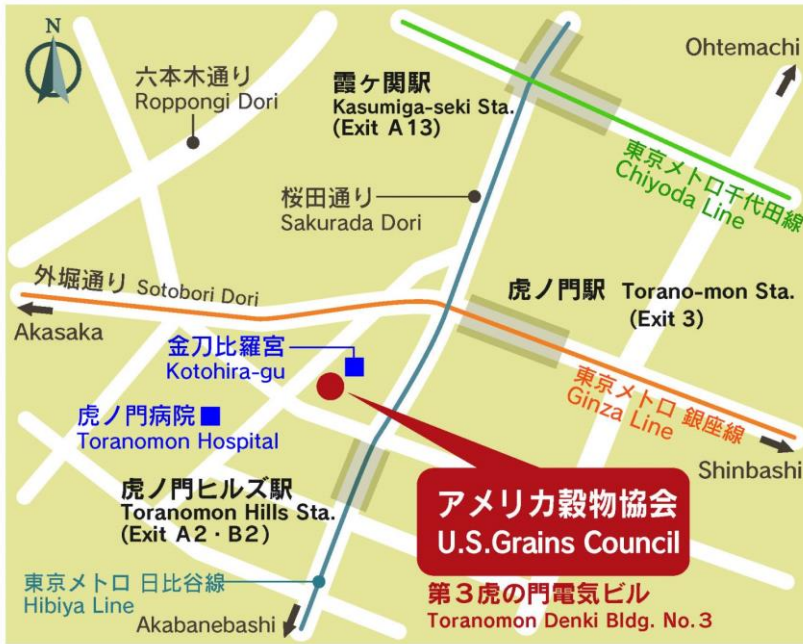 N
六本木通り
Roppongi Dori
霞ヶ関駅
Kasumiga-seki Sta.
(Exit A13)
Ohtemachi
東京メトロ千代田線
Chiyoda Line
桜田通り
Sakurada Dori
外堀通り Sotobori Dori
Akasaka
虎ノ門駅 Torano-mon Sta.
(Exit 3)
金刀比羅宮
Kotohira-gu
東京メトロ 銀座線
Ginza Line
虎ノ門病院
Toranomon Hospital
Shinbashi
虎ノ門ヒルズ駅
Toranomon Hills Sta.
(Exit A2・B2)
アメリカ穀物協会
U.S.Grains Council
第3虎の門電気ビル
Toranomon Denki Bldg. No.3
東京メトロ 日比谷線
Hibiya Line
Akabanebashi